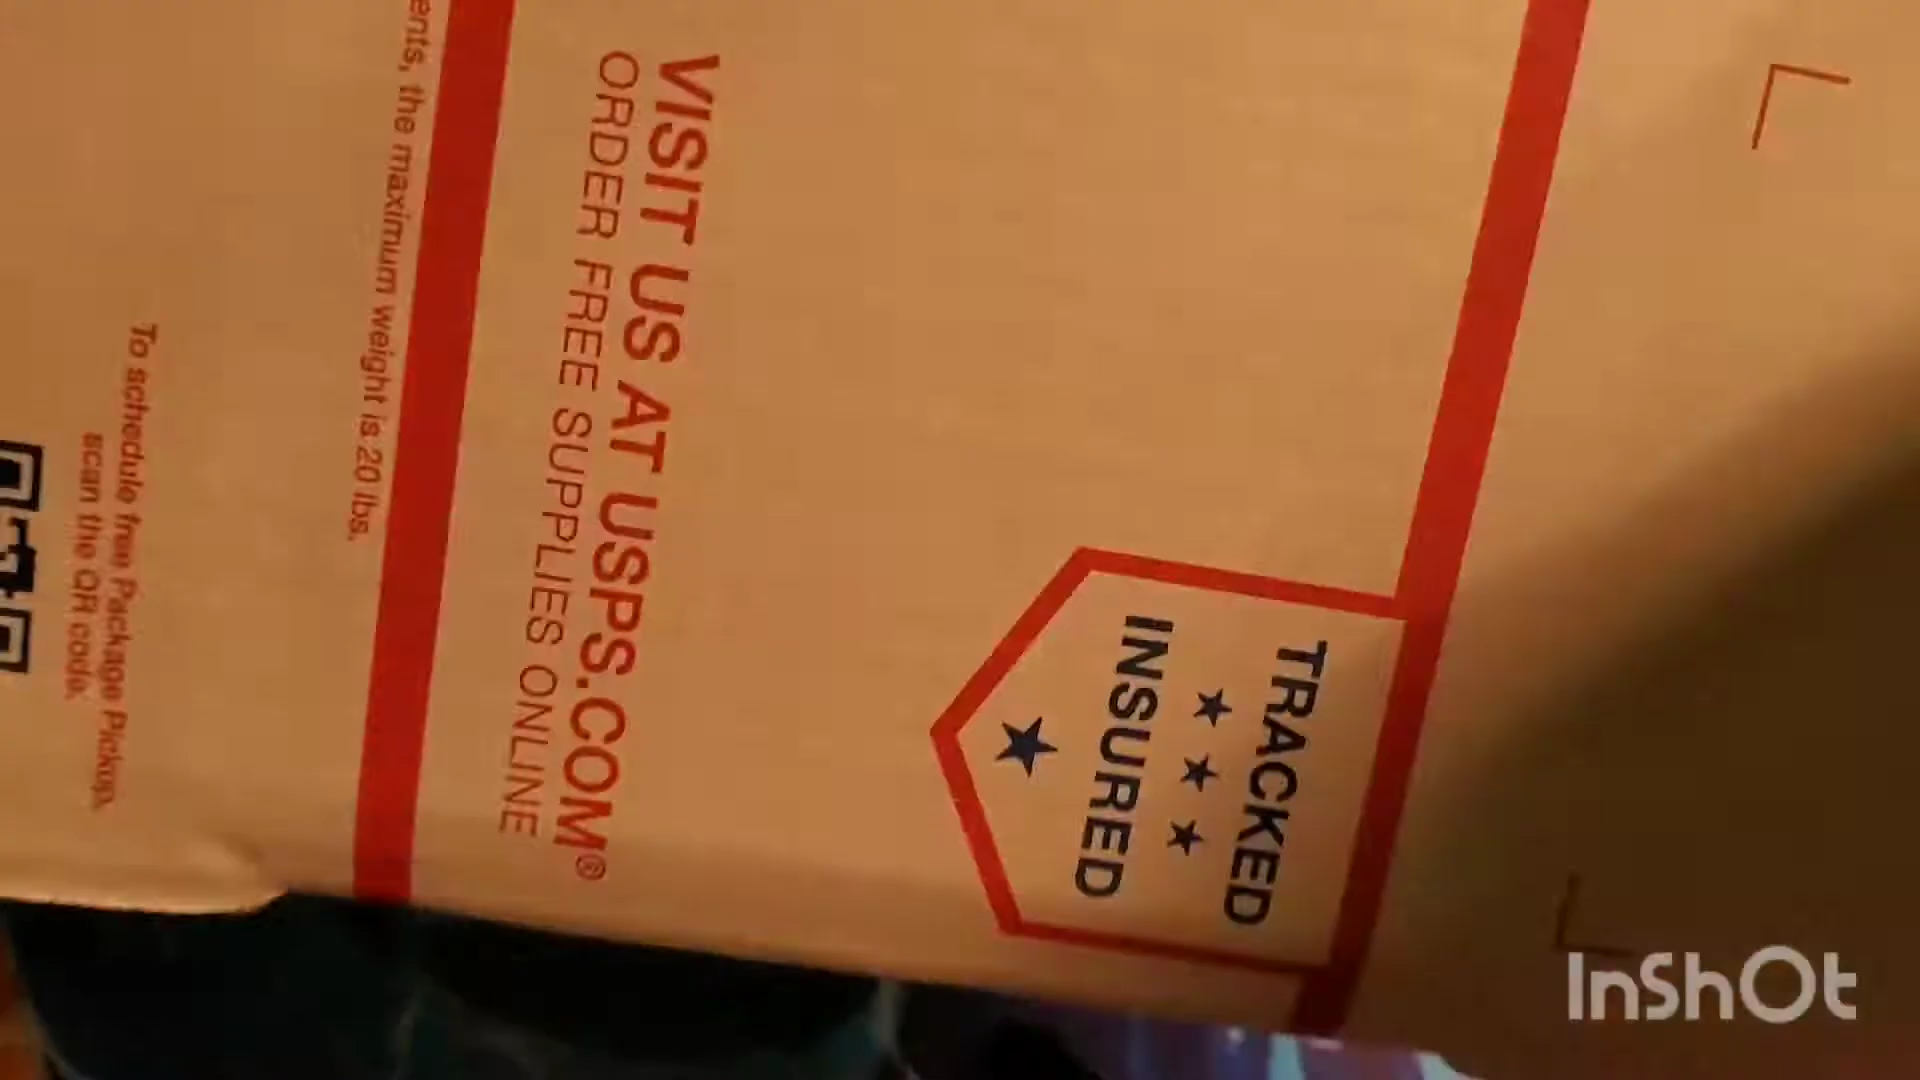 TRACKED
★ ★ ★
INSURED
★
VISIT US AT USPS.COM®
ORDER FREE SUPPLIES ONLINE
ents, the maximum weight is 20 lbs.
To schedule free Package Pickup,
scan the QR code.
InShOt